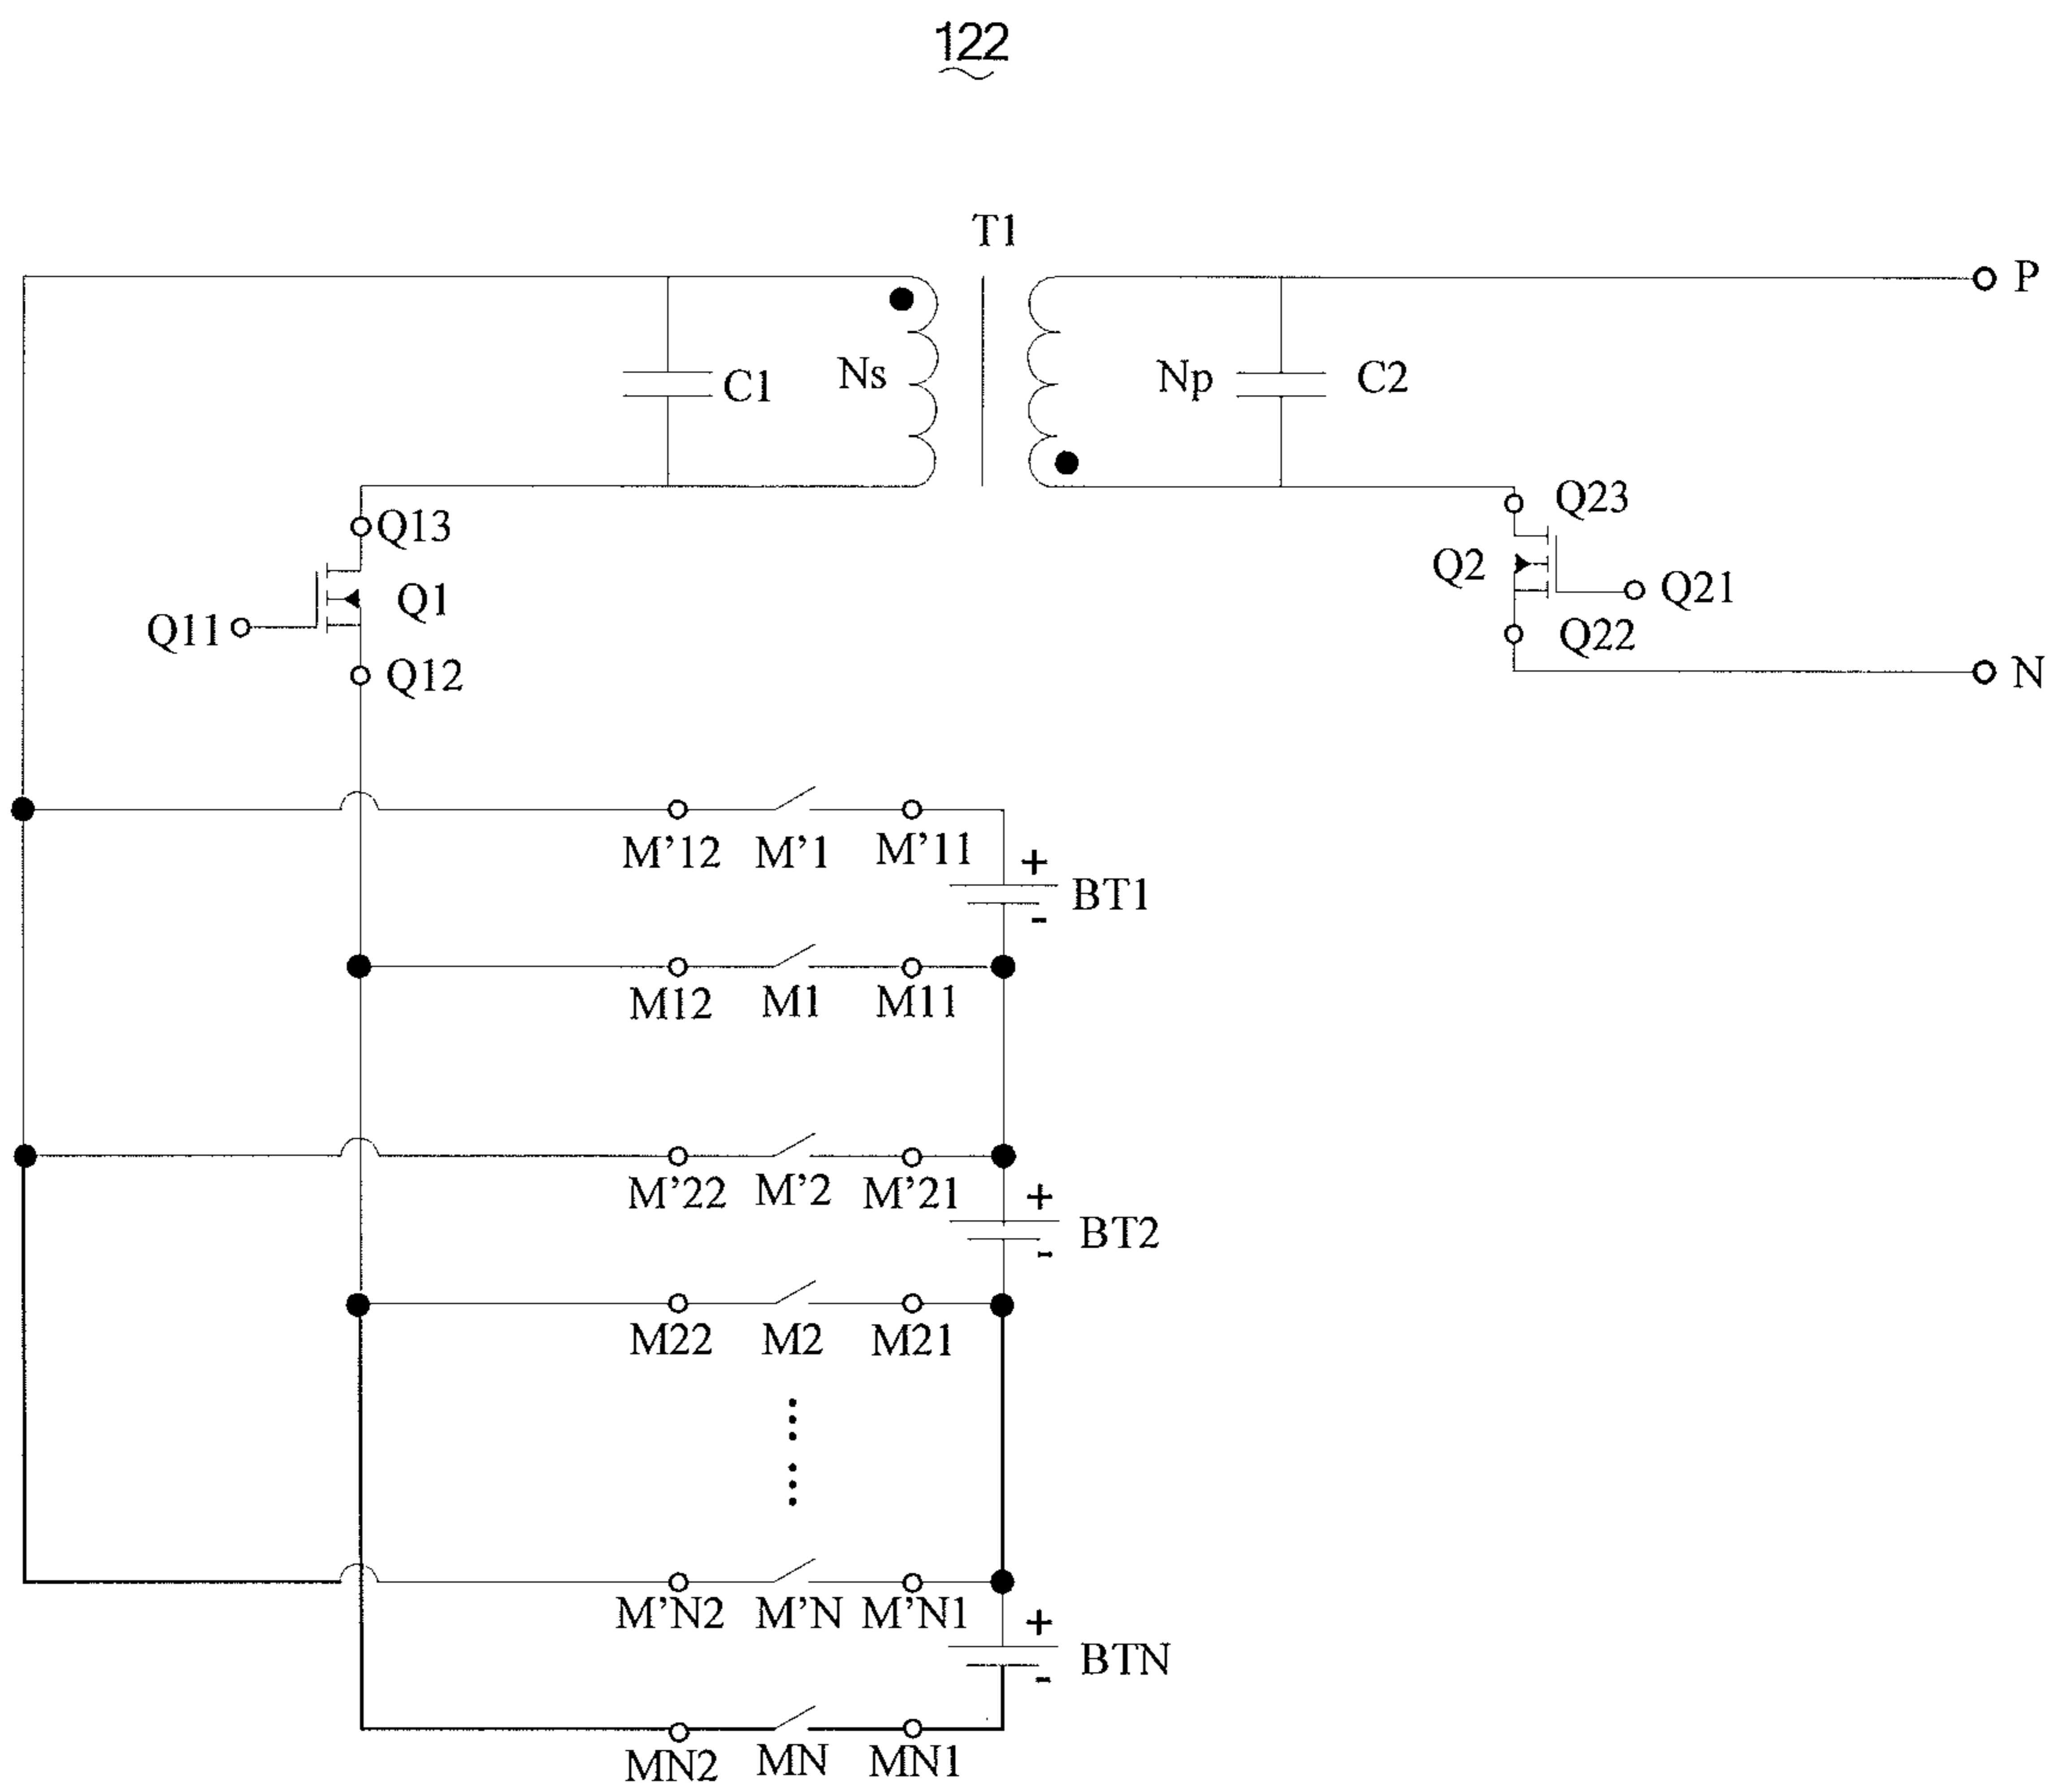 122
T1
P
Ns
Np
C1
C2
Q13
Q23
Q2
Q1
Q21
Q11
Q22
Q12
N
M'12 M'1 M'11
+
BT1
-
M12 M1 M11
M'22 M'2 M'21
+
BT2
-
M22 M2 M21
M'N2 M'N M'N1
+
BTN
-
MN2 MN MN1